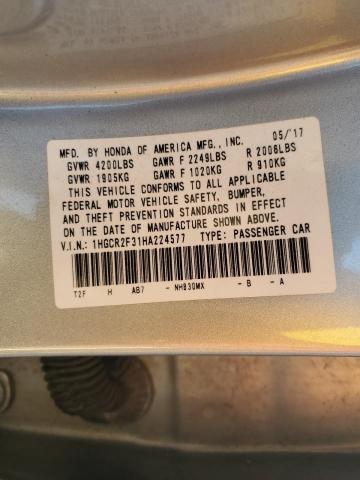 MFD. BY HONDA OF AMERICA MFG., INC. 05/'17
GVWR 4200LBS GAWR F 2249LBS R 2006LBS
GVWR 1905KG GAWR F 1020KG R 910KG
THIS VEHICLE CONFORMS TO ALL APPLICABLE
FEDERAL MOTOR VEHICLE SAFETY, BUMPER,
AND THEFT PREVENTION STANDARDS IN EFFECT
ON THE DATE OF MANUFACTURE SHOWN ABOVE.
V.I.N.: 1HGCR2F31HA224577 TYPE: PASSENGER CAR
T2F H AB7 - NH830MX - B - A